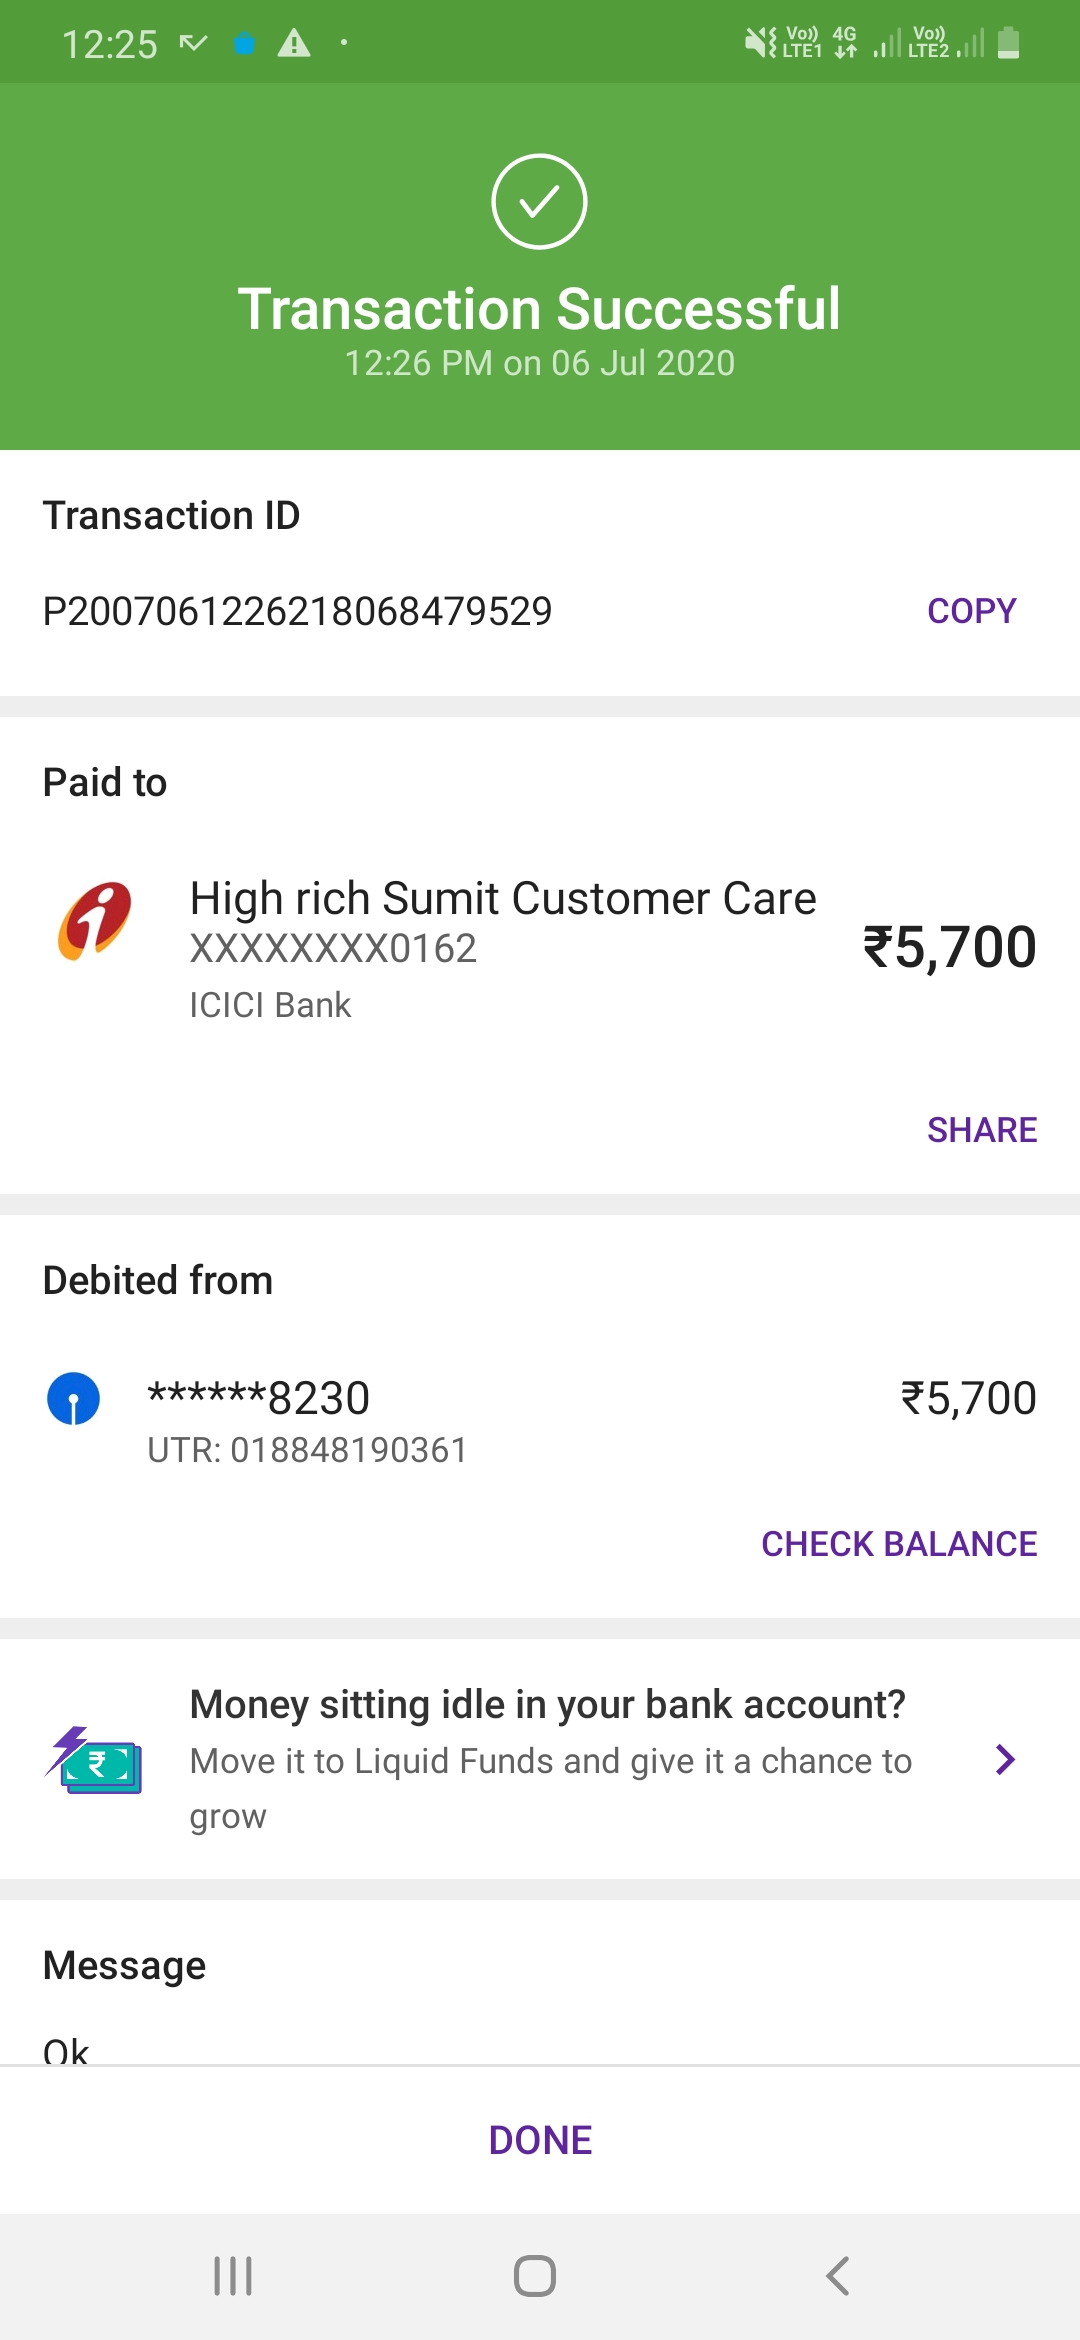 12:25
Vo)) LTE1 4G Vo)) LTE2
Transaction Successful
12:26 PM on 06 Jul 2020
Transaction ID
P2007061226218068479529 COPY
Paid to
High rich Sumit Customer Care
XXXXXXXX0162
₹5,700
ICICI Bank
SHARE
Debited from
******8230 ₹5,700
UTR: 018848190361
CHECK BALANCE
Money sitting idle in your bank account?
Move it to Liquid Funds and give it a chance to
grow
Message
Ok
DONE